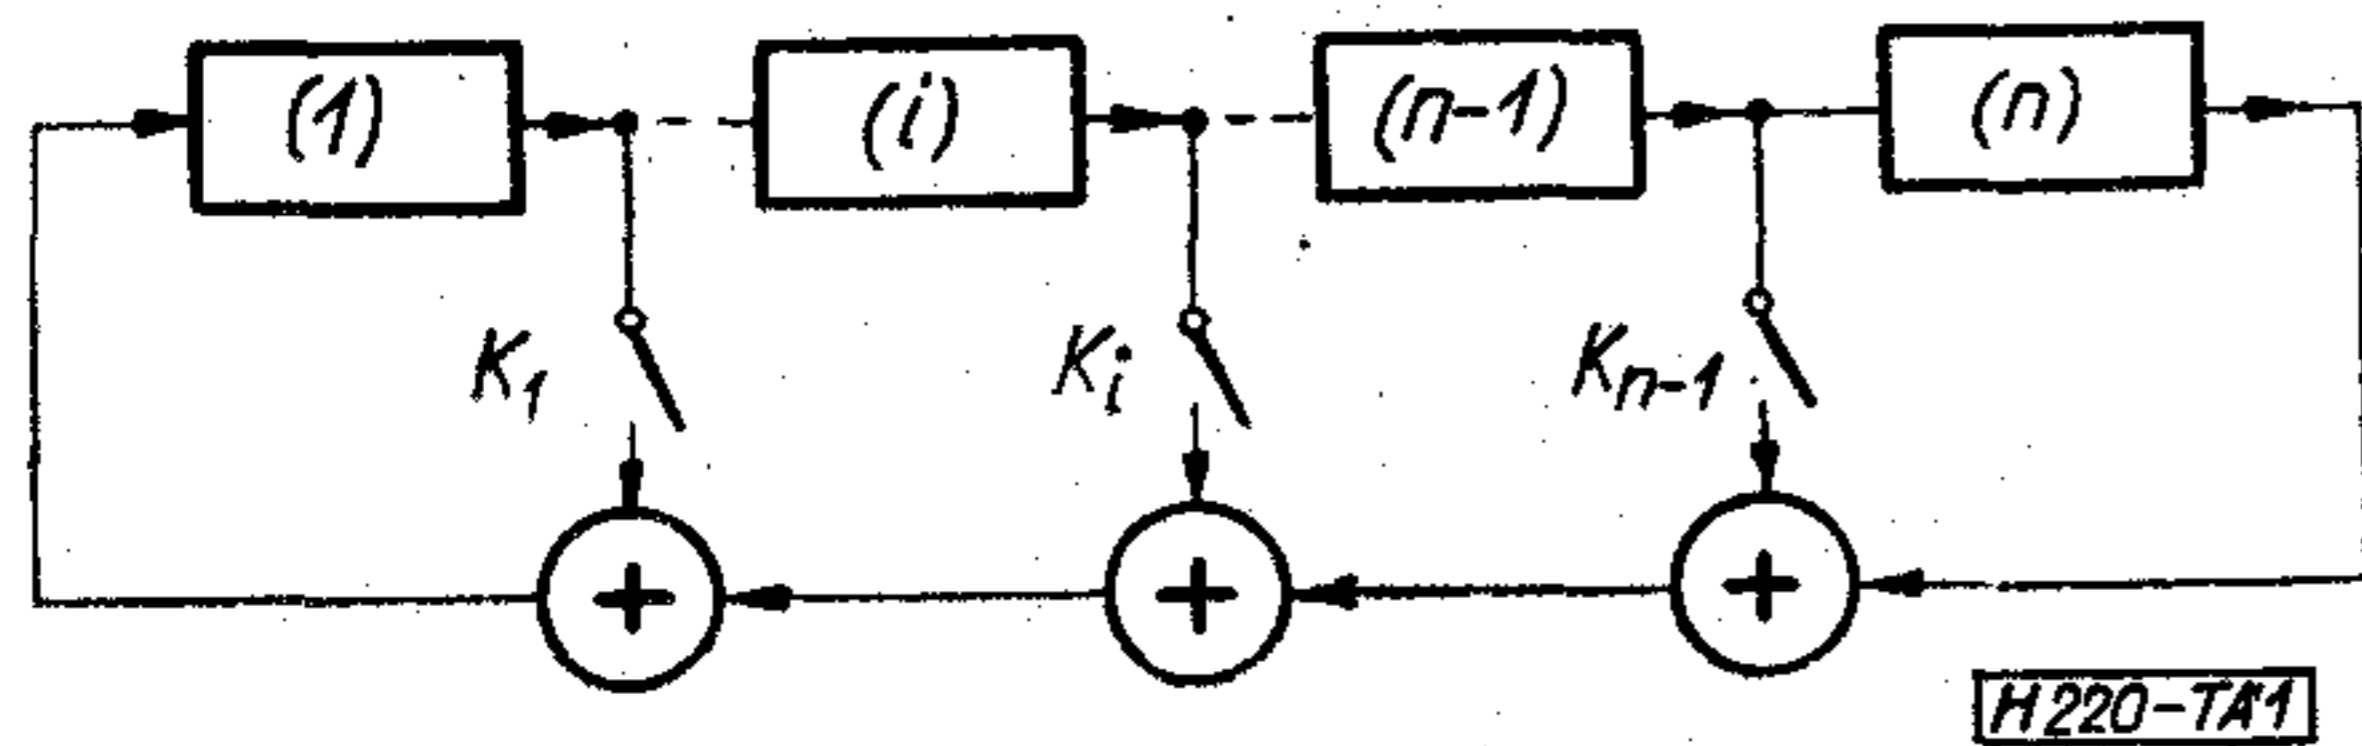 (1) (i) (n-1) (n)
K1 Ki Kn-1
+ + +
H220-TA1